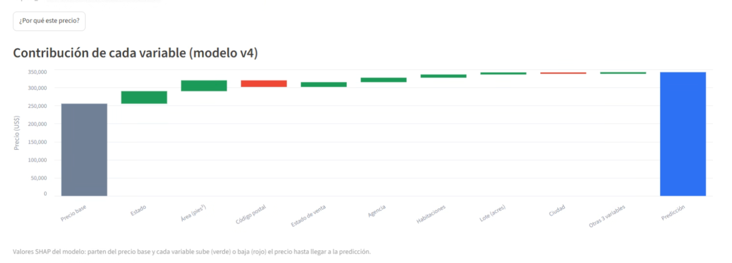 ¿Por qué este precio?
Contribución de cada variable (modelo v4)
350,000
300,000
250,000
200,000
150,000
100,000
50,000
0
Precio (US$)
Precio base
Estado
Área (pies²)
Código postal
Estado de venta
Agencia
Habitaciones
Lote (acres)
Ciudad
Otras 3 variables
Predicción
Valores SHAP del modelo: parten del precio base y cada variable sube (verde) o baja (rojo) el precio hasta llegar a la predicción.